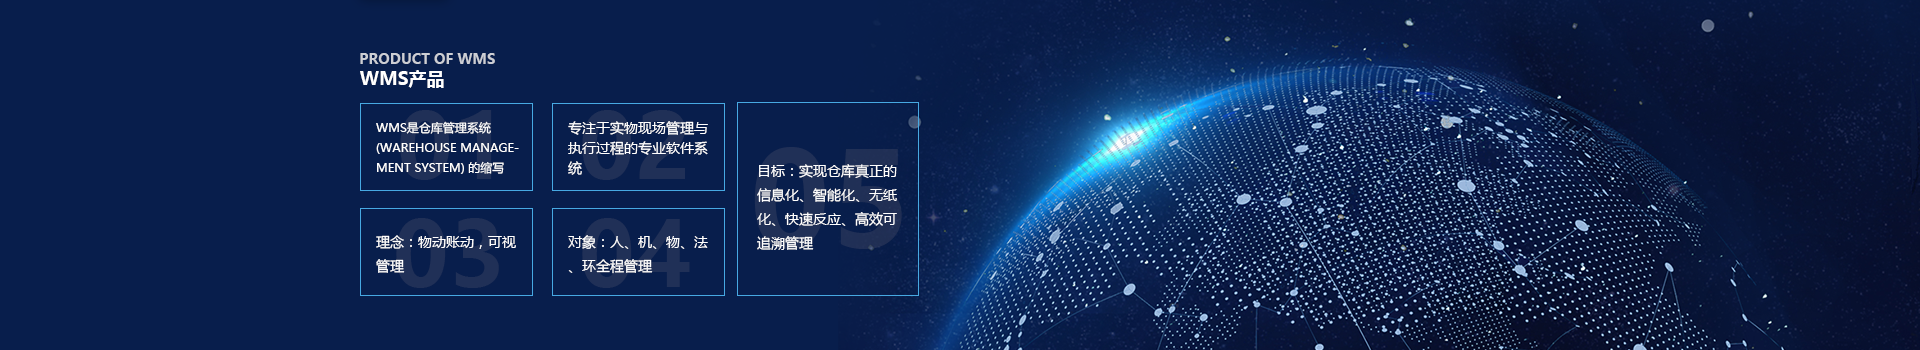 PRODUCT OF WMS
WMS产品
01
WMS是仓库管理系统
(WAREHOUSE MANAGE-
MENT SYSTEM) 的缩写
02
专注于实物现场管理与
执行过程的专业软件系
统
03
理念：物动账动，可视
管理
04
对象：人、机、物、法
、环全程管理
05
目标：实现仓库真正的
信息化、智能化、无纸
化、快速反应、高效可
追溯管理